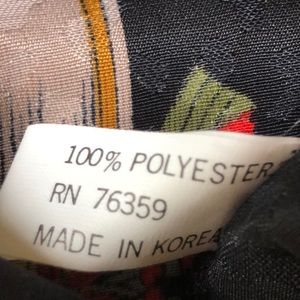 100% POLYESTER
RN 76359
MADE IN KOREA